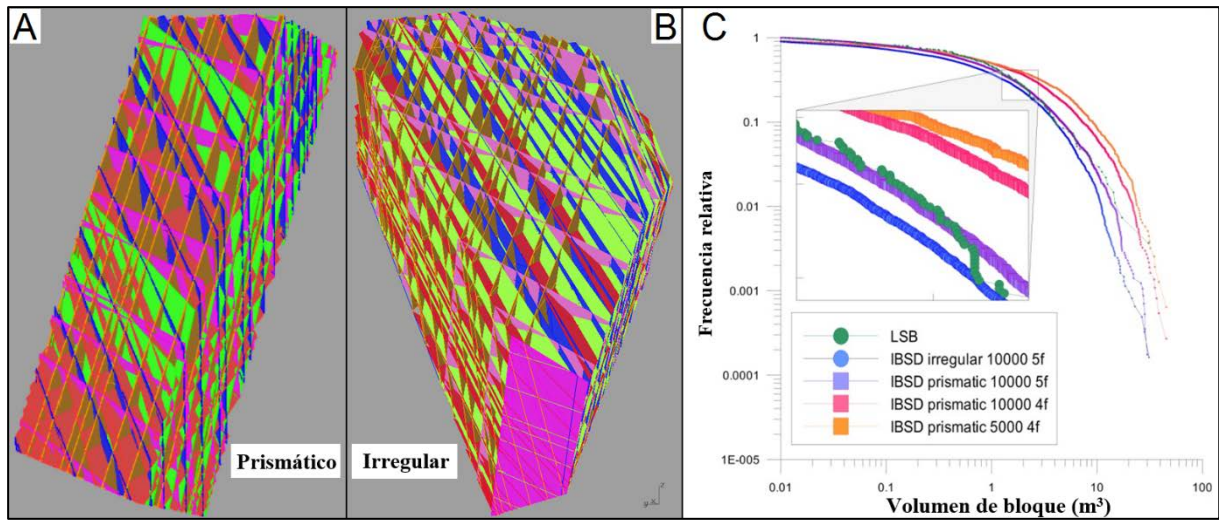 A
Prismático
B
Irregular
C
Frecuencia relativa
1
0.1
0.01
0.001
0.0001
1E-005
LSB
IBSD irregular 10000 5f
IBSD prismatic 10000 5f
IBSD prismatic 10000 4f
IBSD prismatic 5000 4f
0.01
0.1
1
10
100
Volumen de bloque (m³)